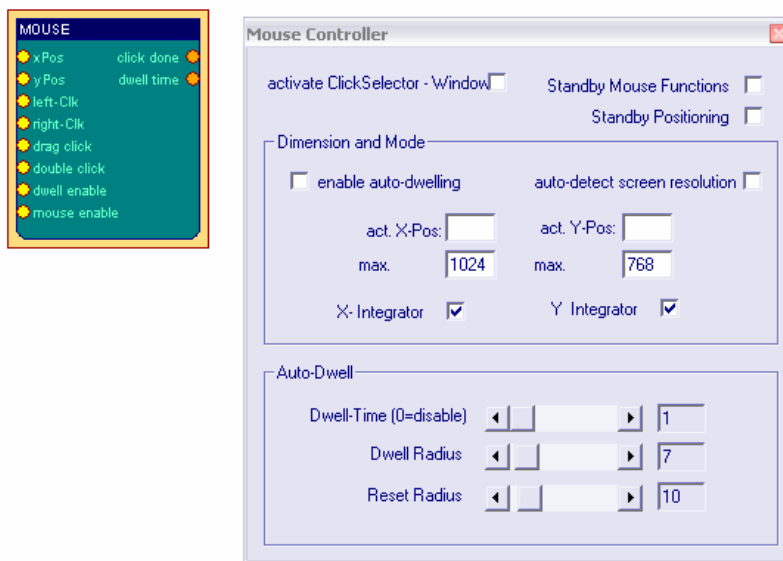 MOUSE
xPos click done
yPos dwell time
left-Clk
right-Clk
drag click
double click
dwell enable
mouse enable
Mouse Controller
activate ClickSelector - Window
Standby Mouse Functions
Standby Positioning
Dimension and Mode
enable auto-dwelling auto-detect screen resolution
act. X-Pos: act. Y-Pos:
max. 1024 max. 768
X- Integrator Y Integrator
Auto-Dwell
Dwell-Time (0=disable) 1
Dwell Radius 7
Reset Radius 10